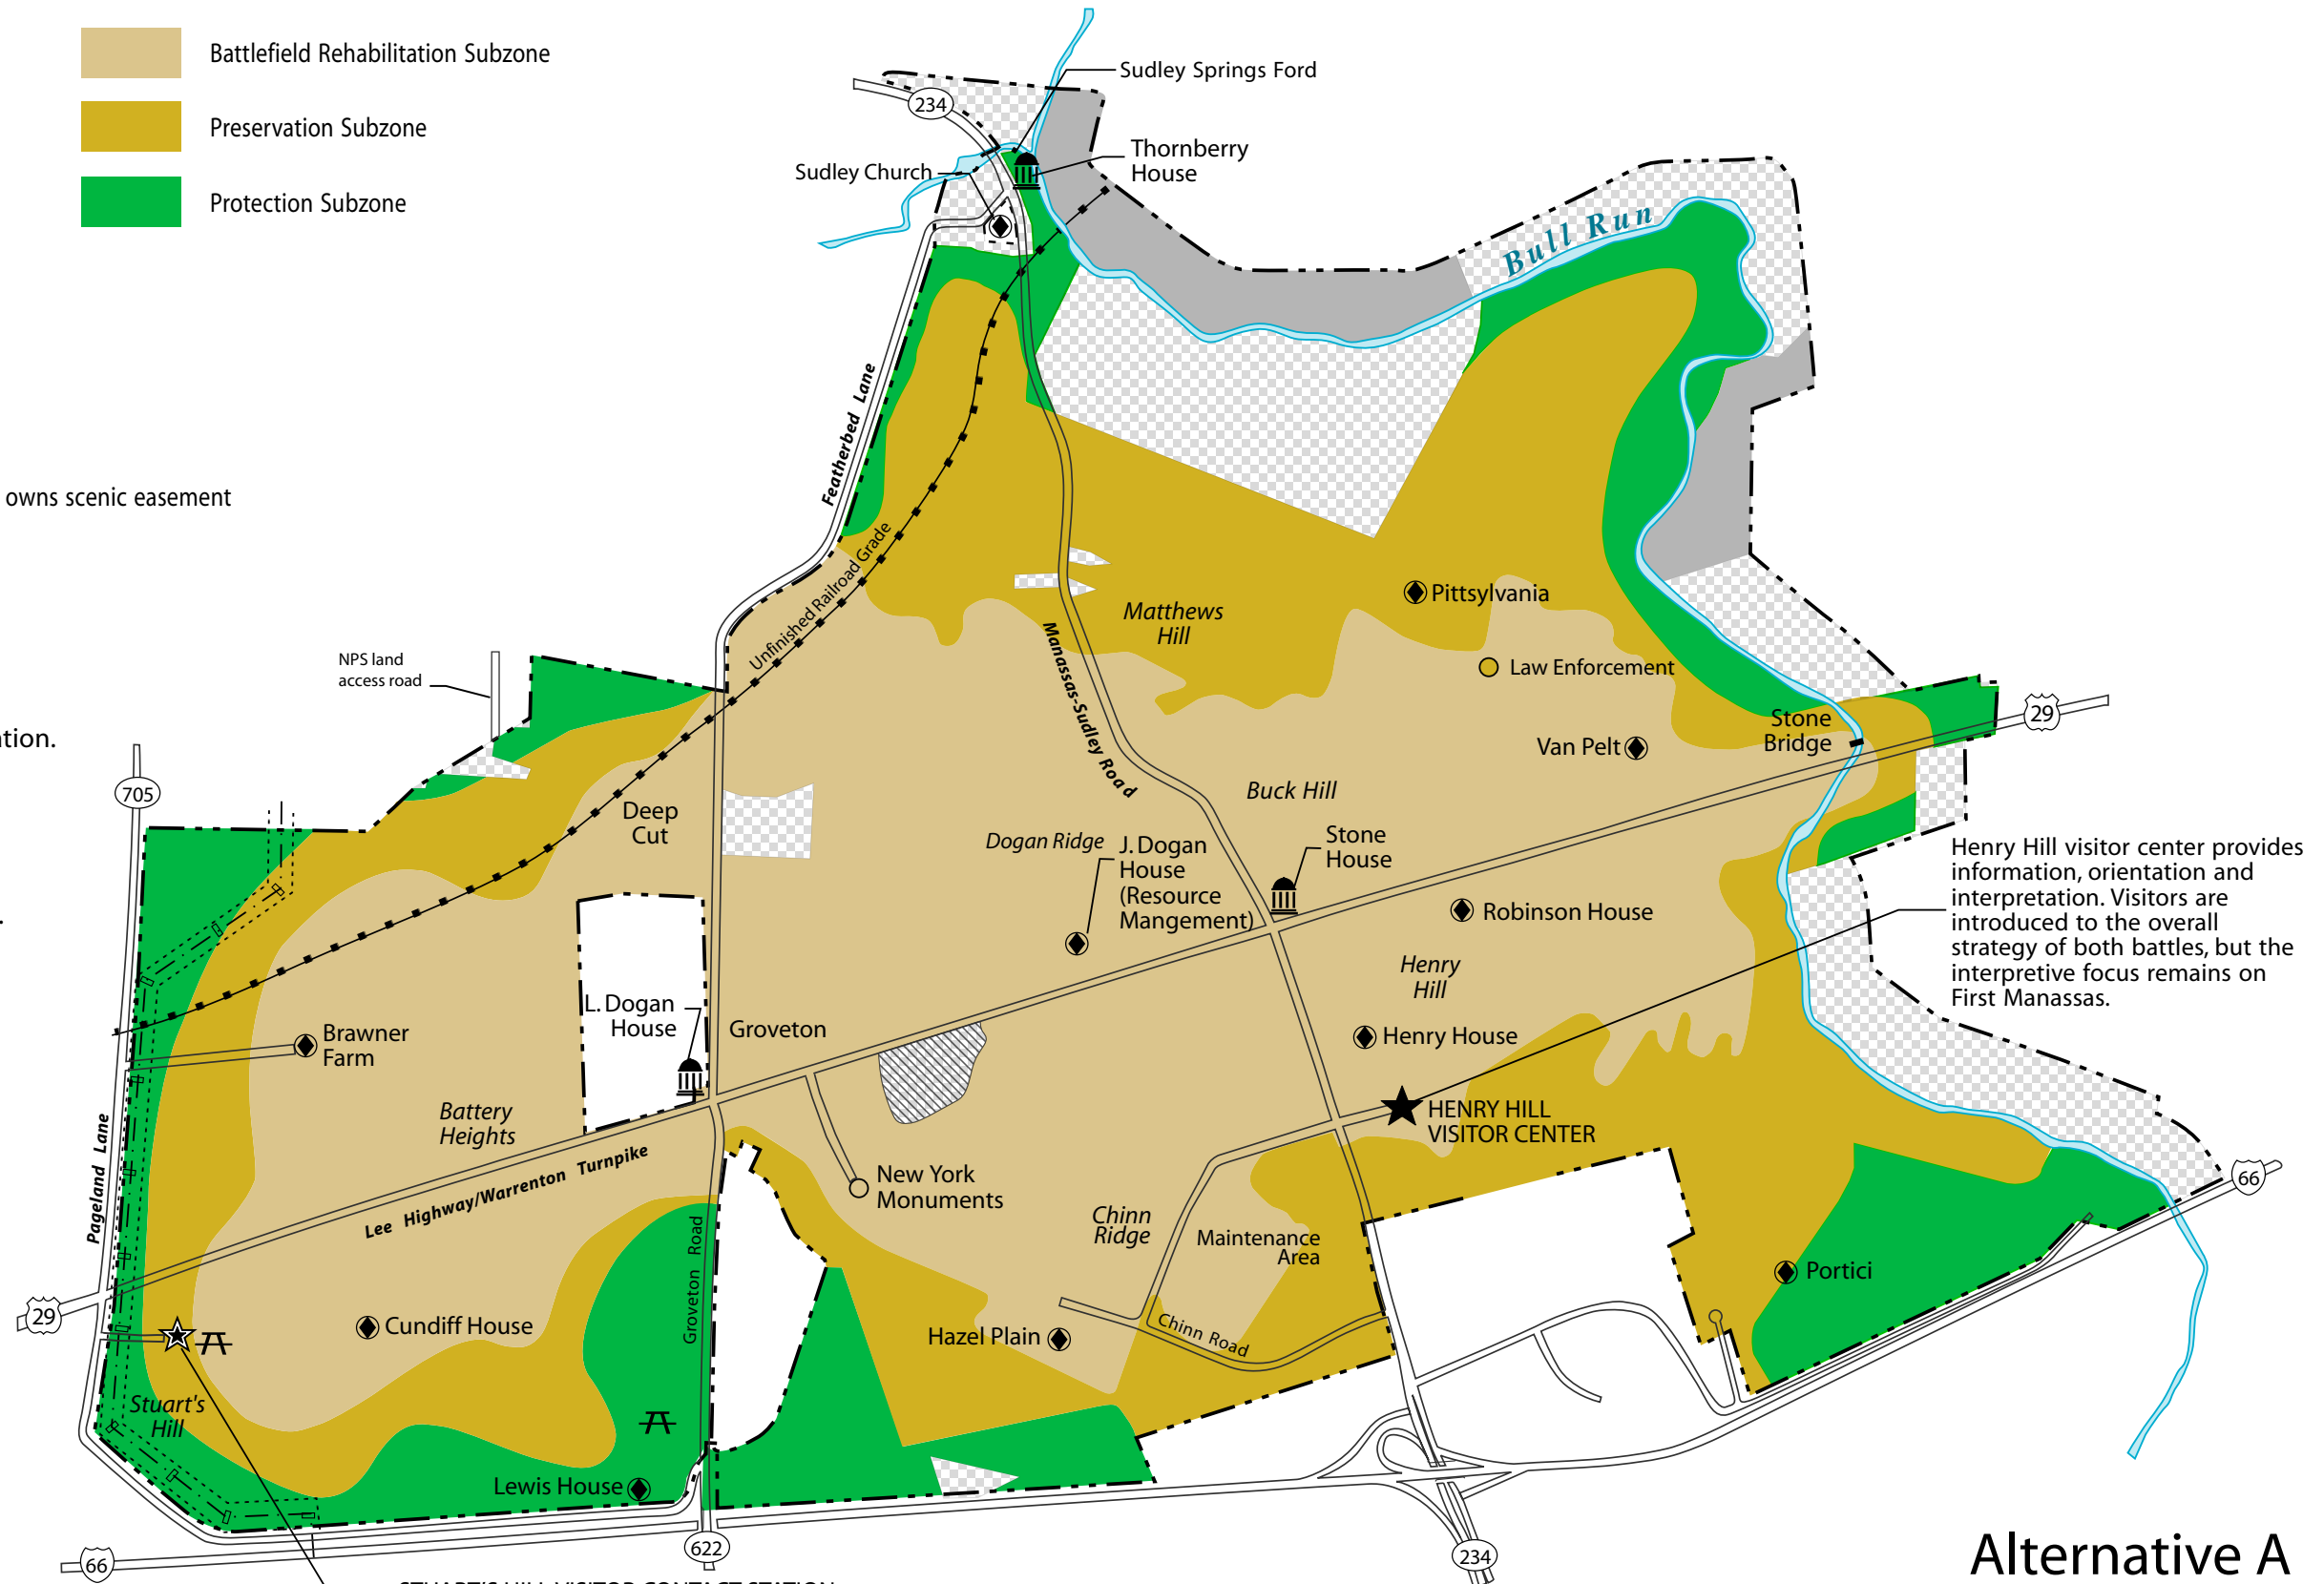 Battlefield Rehabilitation Subzone
Preservation Subzone
Protection Subzone
owns scenic easement
ation.
234
Sudley Springs Ford
Thornberry
House
Sudley Church
Bull Run
Featherbed Lane
Unfinished Railroad Grade
Matthews
Hill
Manassas-Sudley Road
Pittsylvania
Law Enforcement
NPS land
access road
705
Stone
Bridge
29
Van Pelt
Deep
Cut
Buck Hill
Dogan Ridge
J. Dogan
House
(Resource
Mangement)
Stone
House
Robinson House
Henry Hill visitor center provides
information, orientation and
interpretation. Visitors are
introduced to the overall
strategy of both battles, but the
interpretive focus remains on
First Manassas.
Henry
Hill
L. Dogan
House
Groveton
Brawner
Farm
Henry House
Battery
Heights
HENRY HILL
VISITOR CENTER
Pageland Lane
Lee Highway/Warrenton Turnpike
New York
Monuments
66
Groveton Road
Chinn
Ridge
Maintenance
Area
Portici
29
Cundiff House
Hazel Plain
Chinn Road
Stuart's
Hill
Lewis House
66
622
234
Alternative A
STUART'S HILL VISITOR CONTACT STATION